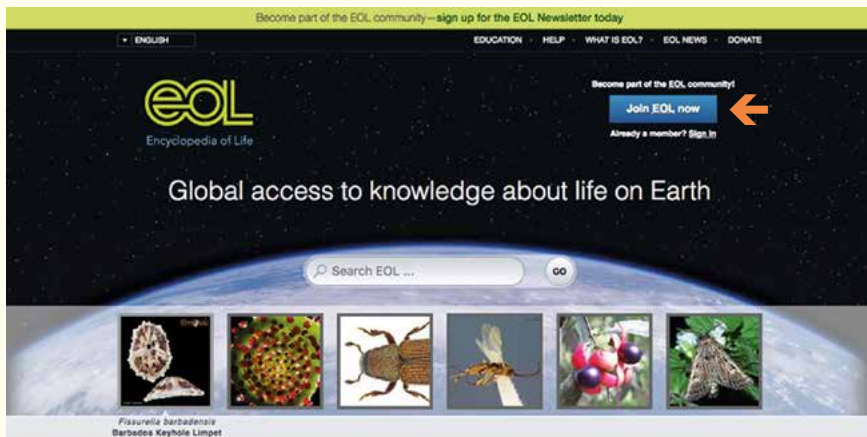 Become part of the EOL community—sign up for the EOL Newsletter today
ENGLISH
EDUCATION · HELP · WHAT IS EOL? · EOL NEWS · DONATE
Become part of the EOL community!
Join EOL now
Already a member? Sign in
eOL
Encyclopedia of Life
Global access to knowledge about life on Earth
Search EOL ...
GO
Fissurella barbadensis
Barbados Keyhole Limpet